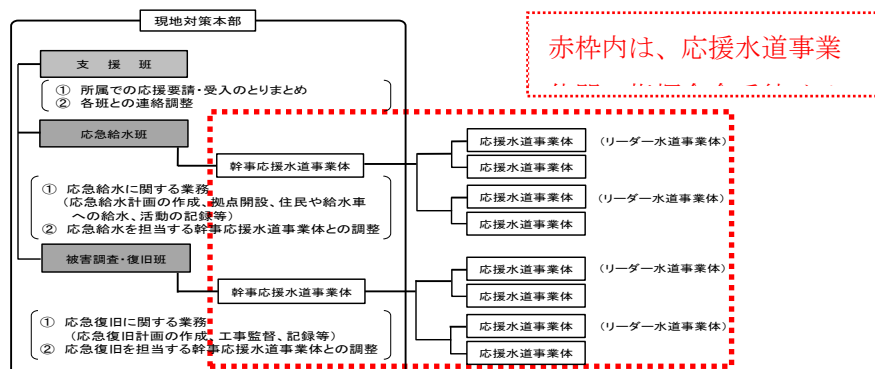 現地対策本部
赤枠内は、応援水道事業
支援班
① 所属での応援要請・受入のとりまとめ
② 各班との連絡調整
応急給水班
幹事応援水道事業体
応援水道事業体 (リーダー水道事業体)
応援水道事業体
応援水道事業体 (リーダー水道事業体)
応援水道事業体
① 応急給水に関する業務
(応急給水計画の作成、拠点開設、住民や給水車
への給水、活動の記録等)
② 応急給水を担当する幹事応援水道事業体との調整
被害調査・復旧班
幹事応援水道事業体
応援水道事業体 (リーダー水道事業体)
応援水道事業体
応援水道事業体 (リーダー水道事業体)
応援水道事業体
① 応急復旧に関する業務
(応急復旧計画の作成、工事監督、記録等)
② 応急復旧を担当する幹事応援水道事業体との調整